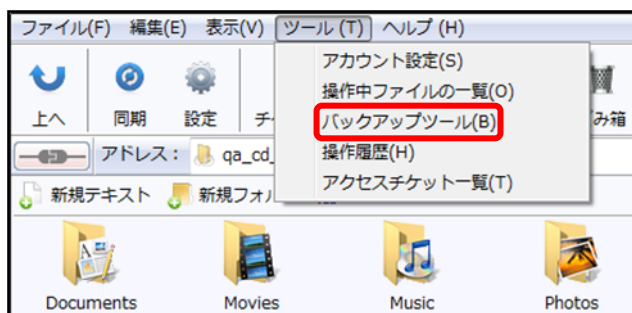 ファイル(F) 編集(E) 表示(V) ツール(T) ヘルプ(H)
アカウント設定(S)
操作中ファイルの一覧(O)
バックアップツール(B)
操作履歴(H)
アクセスチケット一覧(T)
上へ 同期 設定 チ み箱
アドレス: qa_cd_
新規テキスト 新規フォル
Documents Movies Music Photos